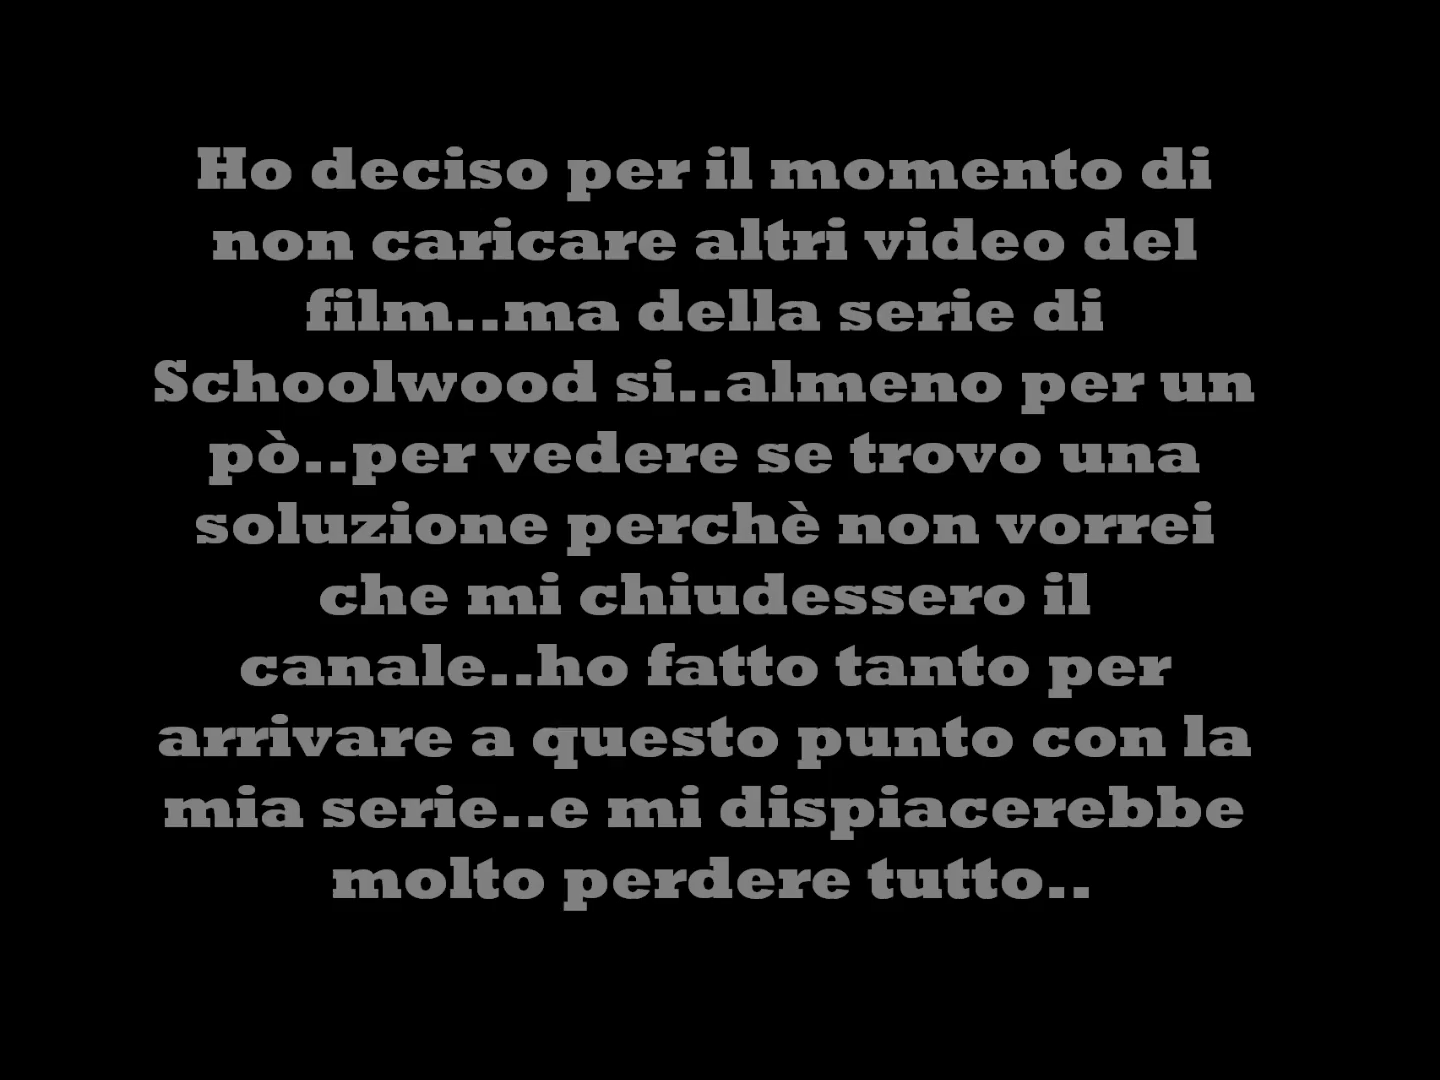 Ho deciso per il momento di
non caricare altri video del
film..ma della serie di
Schoolwood si..almeno per un
pò..per vedere se trovo una
soluzione perchè non vorrei
che mi chiudessero il
canale..ho fatto tanto per
arrivare a questo punto con la
mia serie..e mi dispiacerebbe
molto perdere tutto..